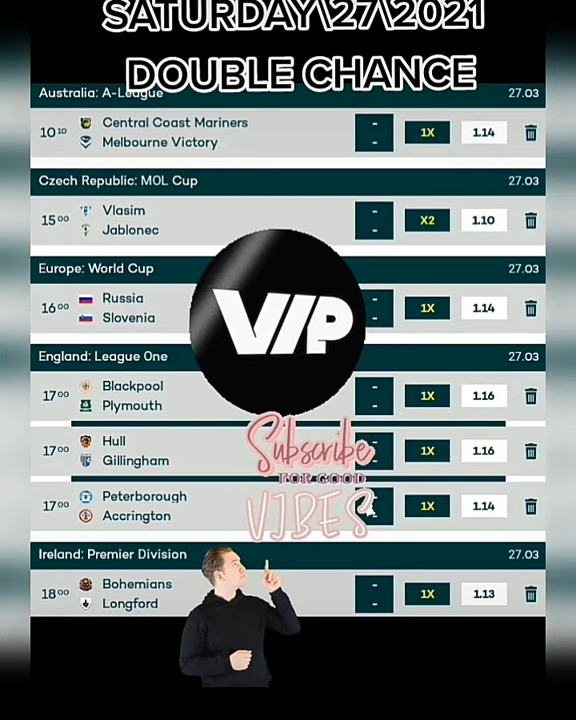 SATURDAY\27\2021
DOUBLE CHANCE
Australia: A-League 27.03
10 10 Central Coast Mariners - 1X 1.14
Melbourne Victory -
Czech Republic: MOL Cup 27.03
15 00 Vlasim - X2 1.10
Jablonec -
Europe: World Cup 27.03
16 00 Russia - 1X 1.14
Slovenia -
VIP
England: League One 27.03
17 00 Blackpool - 1X 1.16
Plymouth -
17 00 Hull 1X 1.16
Gillingham -
Subscribe
FOR GOOD
VIBES
17 00 Peterborough 1X 1.14
Accrington
Ireland: Premier Division 27.03
18 00 Bohemians - 1X 1.13
Longford -